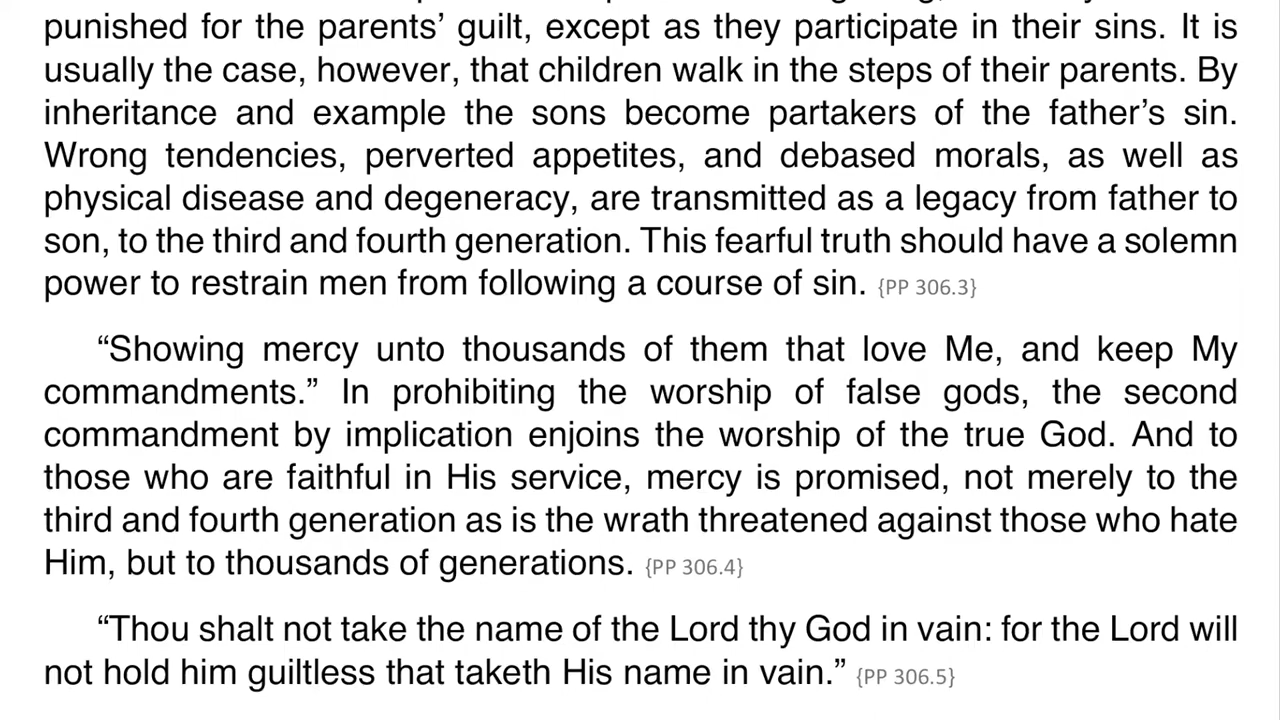 punished for the parents’ guilt, except as they participate in their sins. It is
usually the case, however, that children walk in the steps of their parents. By
inheritance and example the sons become partakers of the father’s sin.
Wrong tendencies, perverted appetites, and debased morals, as well as
physical disease and degeneracy, are transmitted as a legacy from father to
son, to the third and fourth generation. This fearful truth should have a solemn
power to restrain men from following a course of sin. {PP 306.3}
“Showing mercy unto thousands of them that love Me, and keep My
commandments.” In prohibiting the worship of false gods, the second
commandment by implication enjoins the worship of the true God. And to
those who are faithful in His service, mercy is promised, not merely to the
third and fourth generation as is the wrath threatened against those who hate
Him, but to thousands of generations. {PP 306.4}
“Thou shalt not take the name of the Lord thy God in vain: for the Lord will
not hold him guiltless that taketh His name in vain.” {PP 306.5}